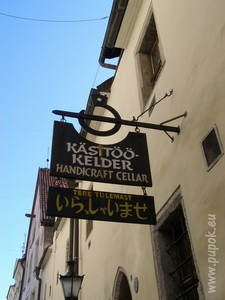 KÄSITÖÖ-
KELDER
HANDICRAFT CELLAR
TERE TULEMAST
いらっしゃいませ
www.pupok.eu